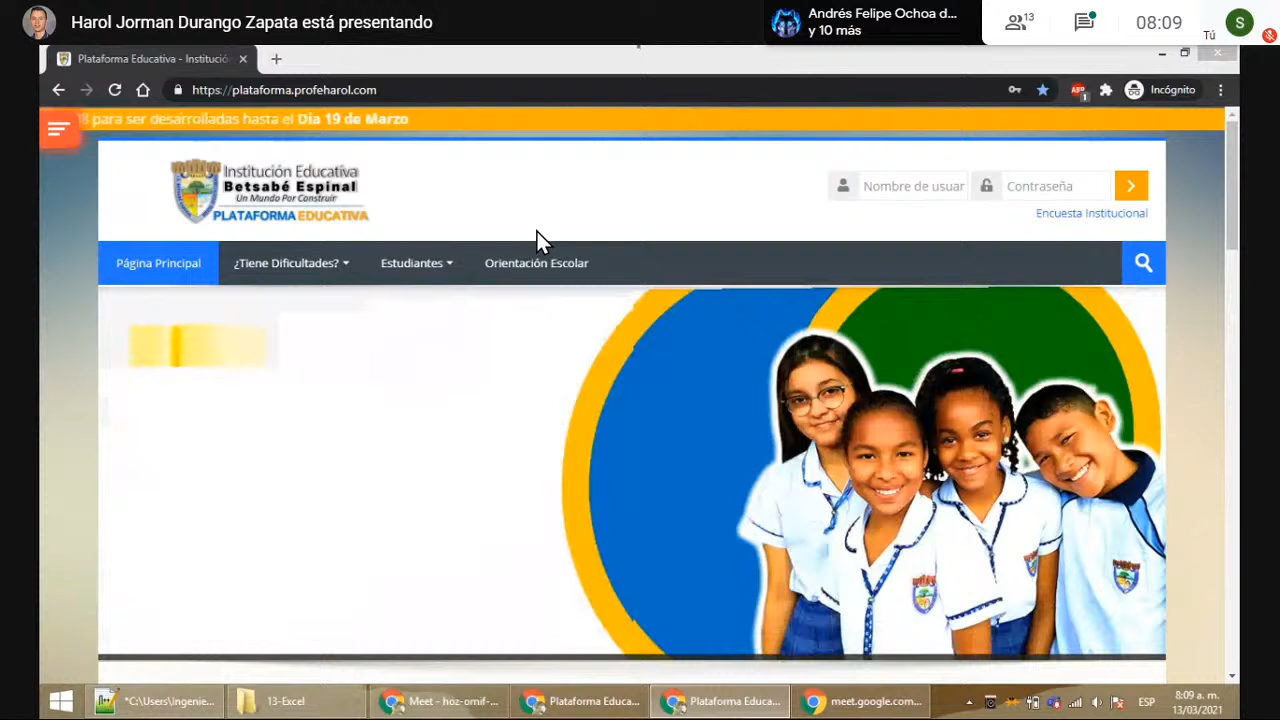 Harol Jorman Durango Zapata está presentando
Andrés Felipe Ochoa d...
y 10 más
13
08:09
Tú
S
Plataforma Educativa - Institució
https://plataforma.profeharol.com
1
Incógnito
para ser desarrolladas hasta el Día 19 de Marzo
Institución Educativa
Betsabé Espinal
Un Mundo Por Construir
PLATAFORMA EDUCATIVA
Nombre de usuar
Contraseña
Encuesta Institucional
Página Principal
¿Tiene Dificultades?
Estudiantes
Orientación Escolar
*C:\Users\Ingenie...
13-Excel
Meet - hoz-omif-...
Plataforma Educa...
Plataforma Educa...
meet.google.com...
ESP
8:09 a. m.
13/03/2021